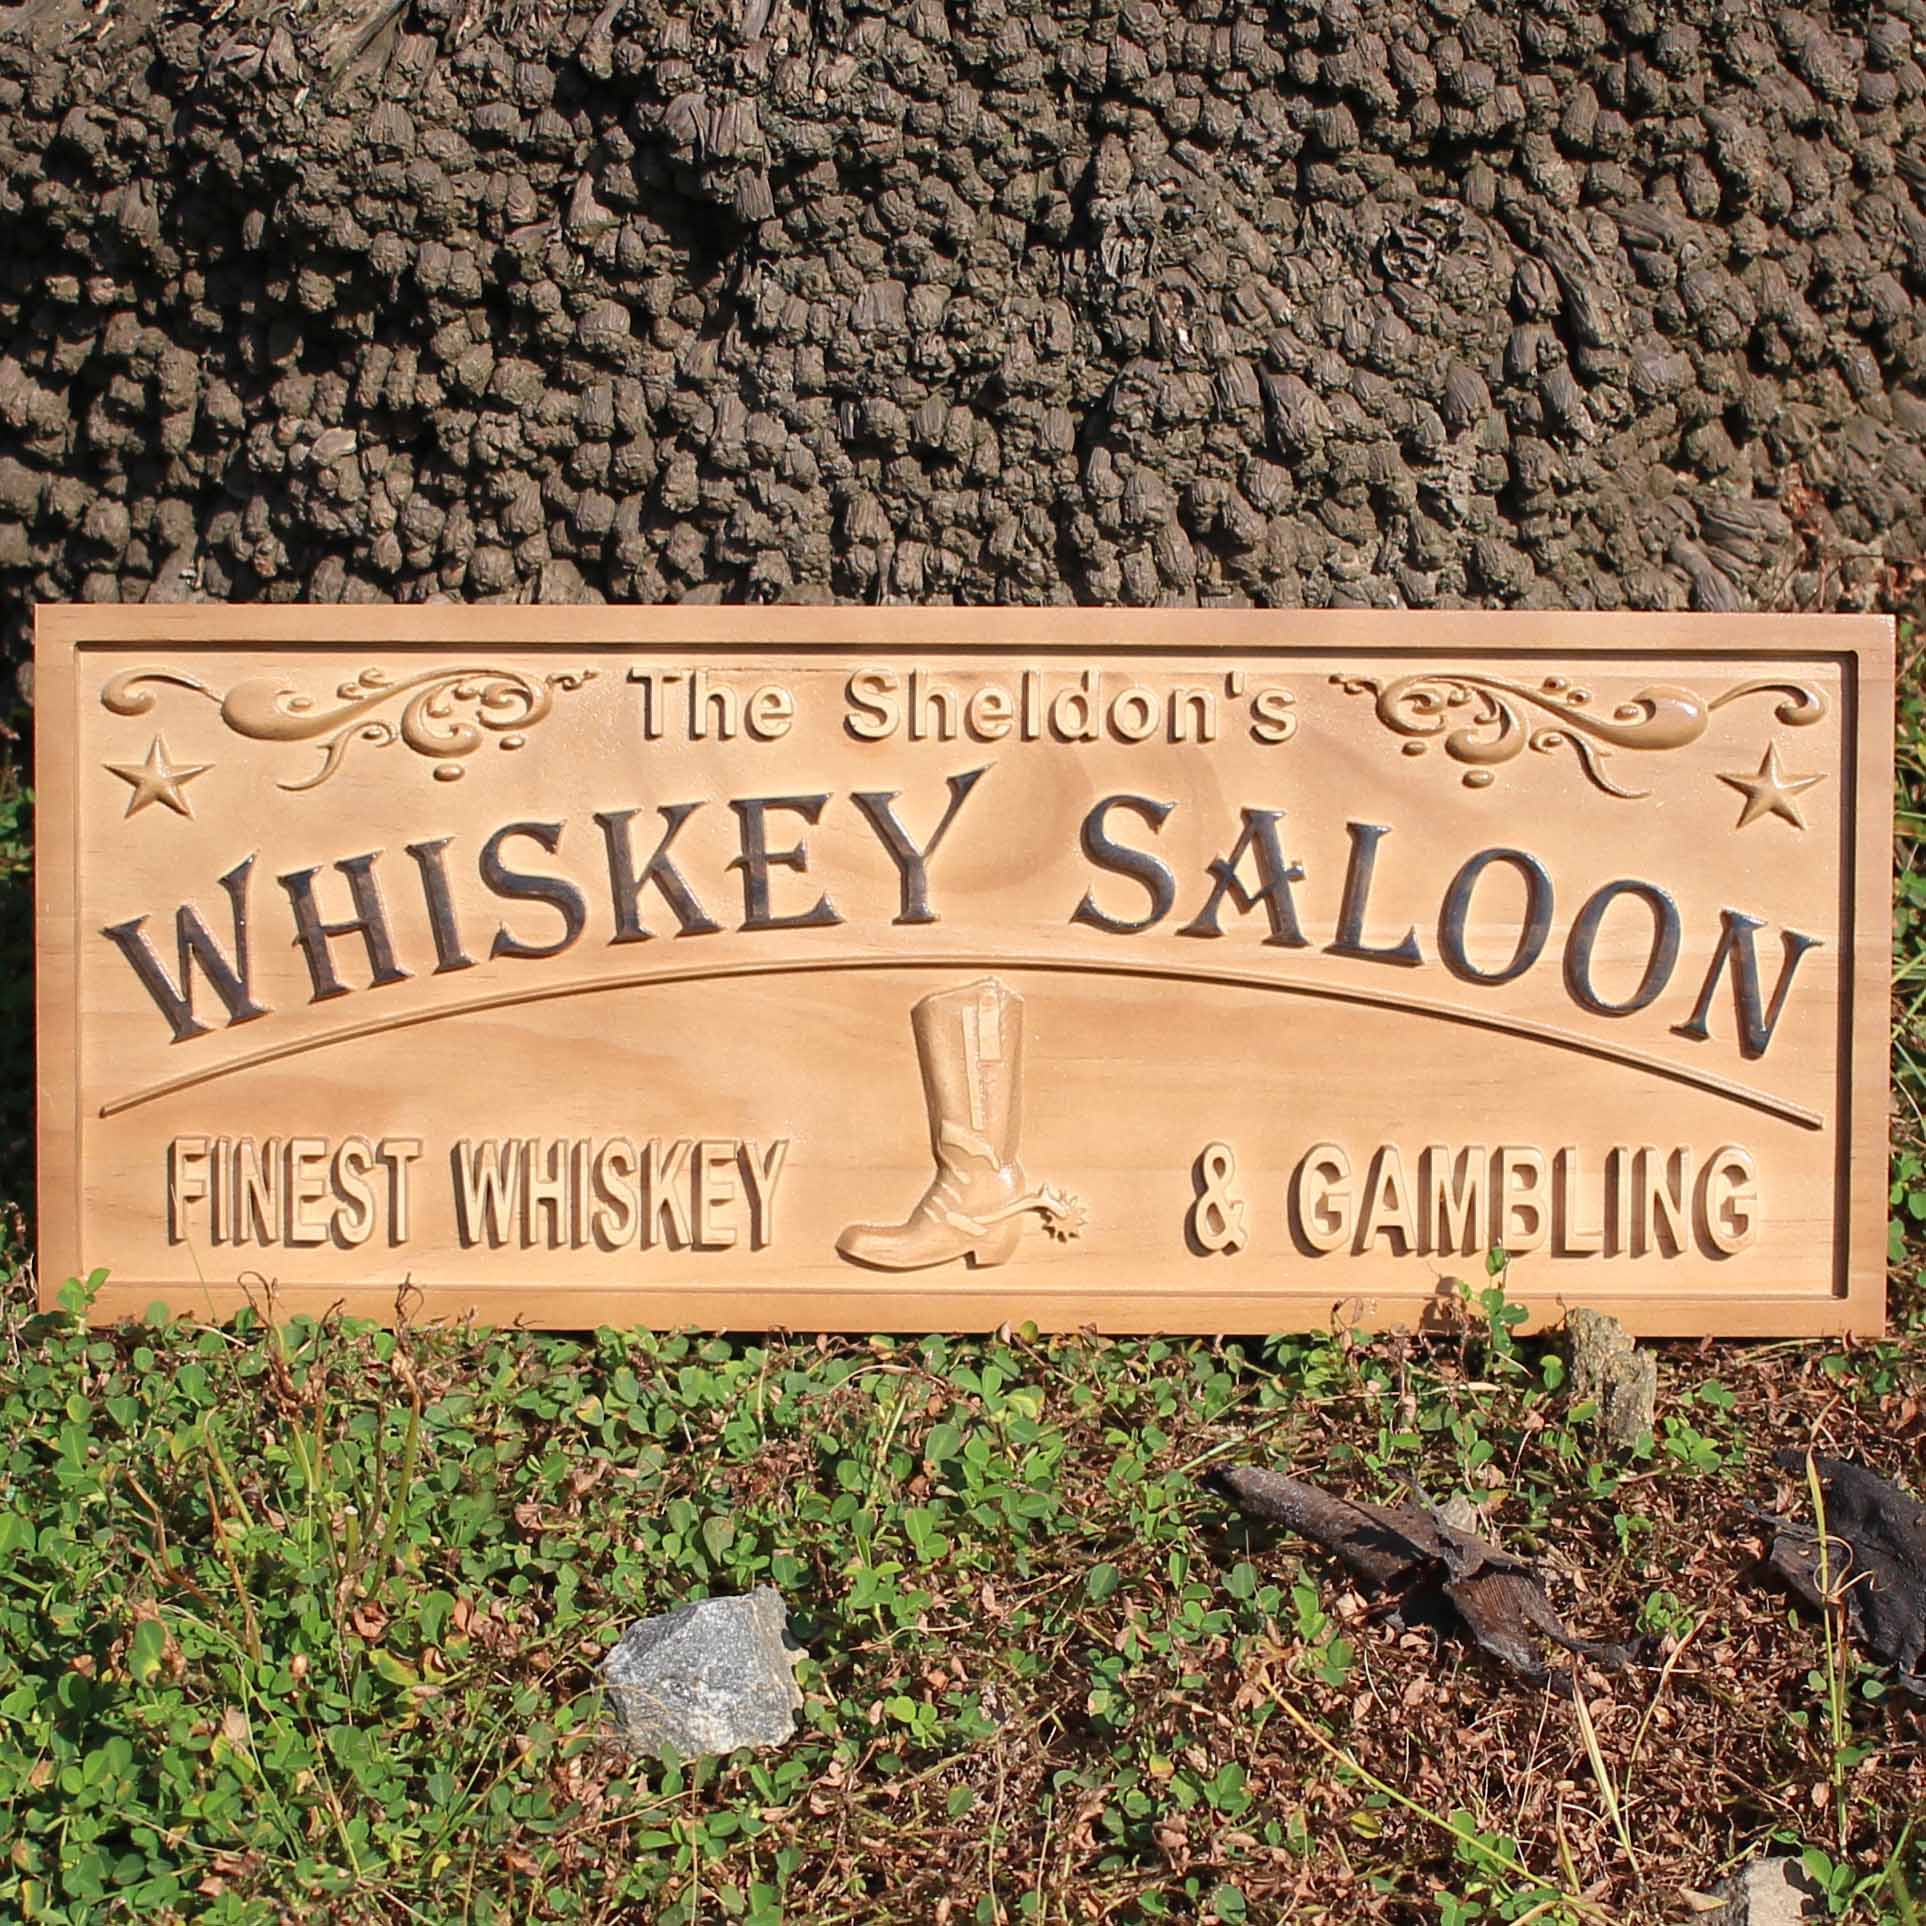 The Sheldon's
WHISKEY SALOON
FINEST WHISKEY & GAMBLING